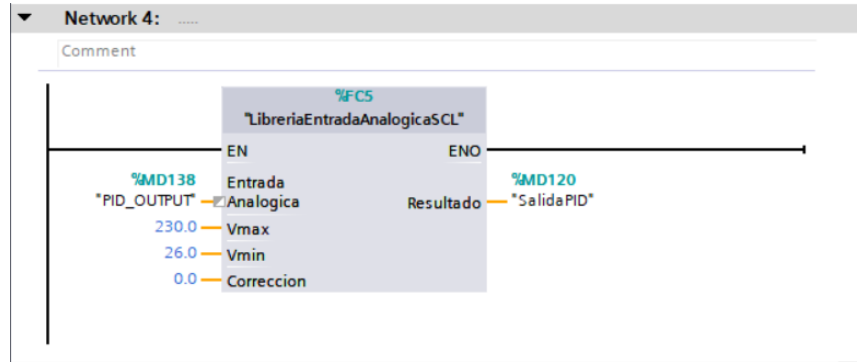 Network 4: .....
Comment
%FC5
"LibreriaEntradaAnalogicaSCL"
EN ENO
%MD138 Entrada %MD120
"PID_OUTPUT" Analogica Resultado "SalidaPID"
230.0 Vmax
26.0 Vmin
0.0 Correccion